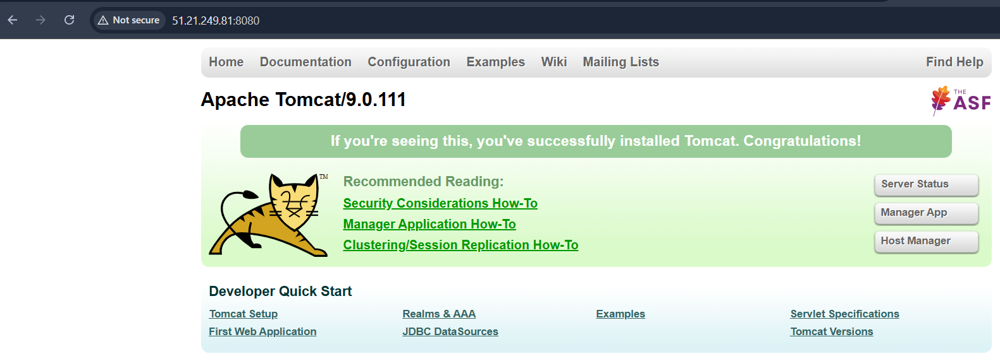 Not secure 51.21.249.81:8080
Home Documentation Configuration Examples Wiki Mailing Lists Find Help
Apache Tomcat/9.0.111
THE
ASF
If you're seeing this, you've successfully installed Tomcat. Congratulations!
TM
Recommended Reading:
Security Considerations How-To
Manager Application How-To
Clustering/Session Replication How-To
Server Status
Manager App
Host Manager
Developer Quick Start
Tomcat Setup Realms & AAA Examples Servlet Specifications
First Web Application JDBC DataSources Tomcat Versions